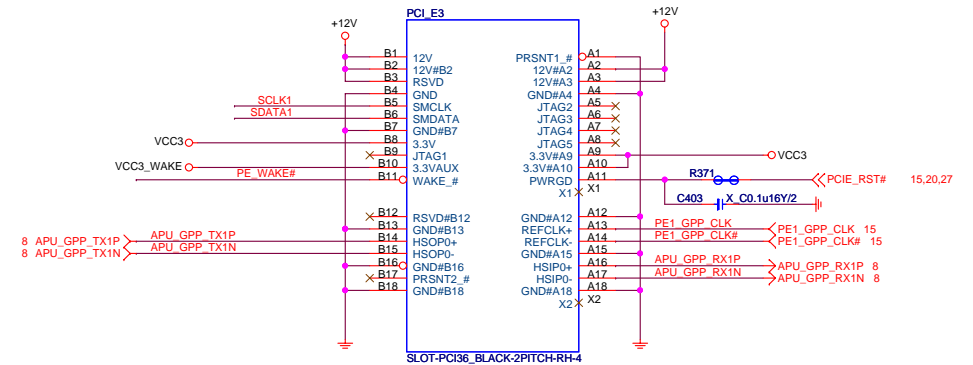 PCI_E3
+12V
+12V
B1 12V PRSNT1_# A1
B2 12V#B2 12V#A2 A2
B3 RSVD 12V#A3 A3
B4 GND GND#A4 A4
SCLK1 B5 SMCLK JTAG2 A5
SDATA1 B6 SMDATA JTAG3 A6
B7 GND#B7 JTAG4 A7
VCC3 B8 3.3V JTAG5 A8
B9 JTAG1 3.3V#A9 A9 VCC3
VCC3_WAKE B10 3.3VAUX 3.3V#A10 A10
PE_WAKE# B11 WAKE_# PWRGD A11 R371 PCIE_RST# 15,20,27
X1 X1
C403 X_C0.1u16Y/2
B12 RSVD#B12 GND#A12 A12
B13 GND#B13 REFCLK+ A13 PE1_GPP_CLK PE1_GPP_CLK 15
8 APU_GPP_TX1P APU_GPP_TX1P B14 HSOP0+ REFCLK- A14 PE1_GPP_CLK# PE1_GPP_CLK# 15
8 APU_GPP_TX1N APU_GPP_TX1N B15 HSOP0- GND#A15 A15
B16 GND#B16 HSIP0+ A16 APU_GPP_RX1P APU_GPP_RX1P 8
B17 PRSNT2_# HSIP0- A17 APU_GPP_RX1N APU_GPP_RX1N 8
B18 GND#B18 GND#A18 A18
X2 X2
SLOT-PCI36_BLACK-2PITCH-RH-4